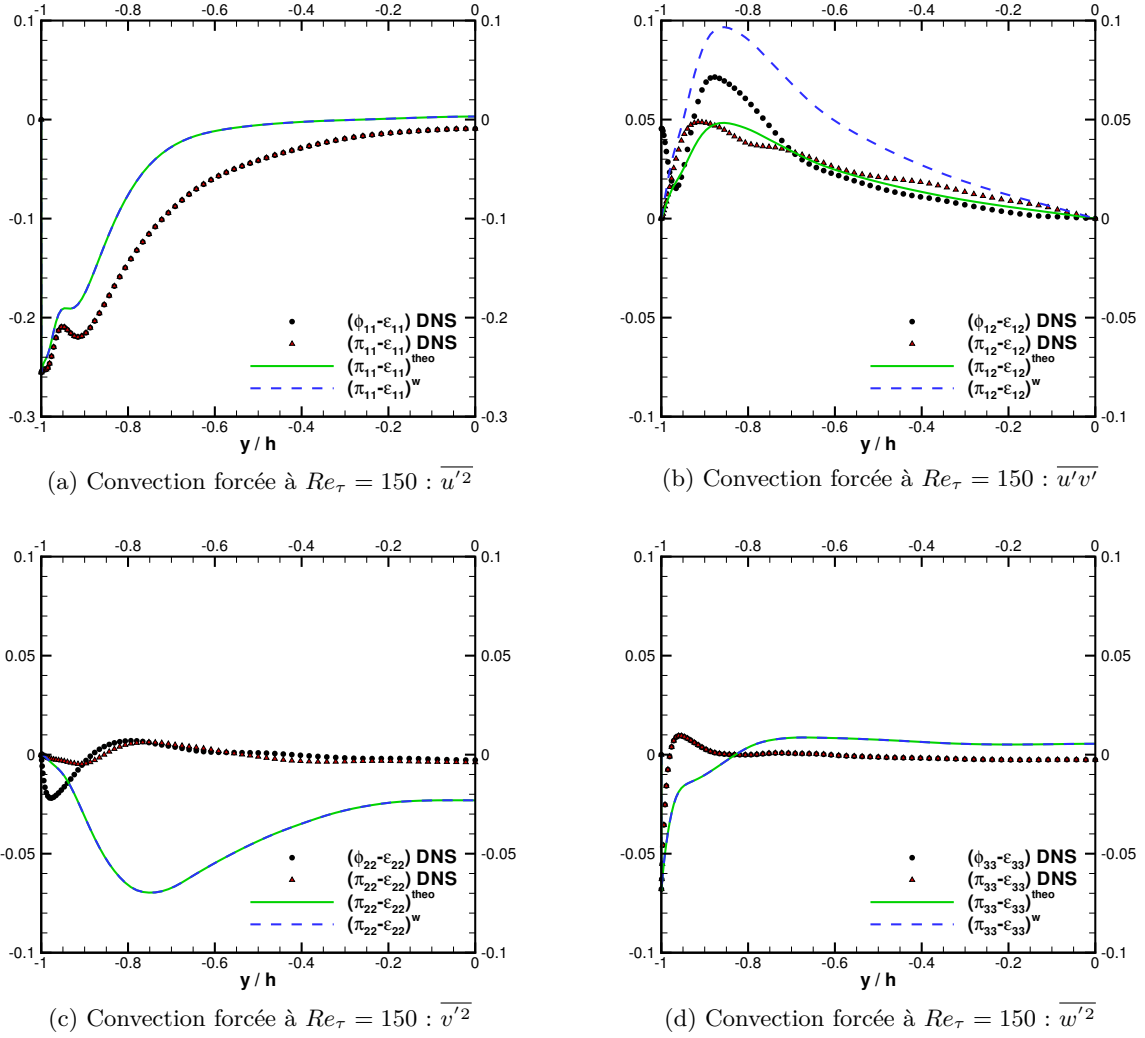 -1 -0.8 -0.6 -0.4 -0.2 0
0.1 0.1
0 0
-0.1 -0.1
-0.2 -0.2
-0.3 -0.3
(ϕ11-ε11) DNS
(π11-ε11) DNS
(π11-ε11)theo
(π11-ε11)w
-1 -0.8 -0.6 -0.4 -0.2 0
y / h
(a) Convection forcée à Reτ = 150 : u′2
-1 -0.8 -0.6 -0.4 -0.2 0
0.1 0.1
0.05 0.05
0 0
-0.05 -0.05
-0.1 -0.1
(ϕ12-ε12) DNS
(π12-ε12) DNS
(π12-ε12)theo
(π12-ε12)w
-1 -0.8 -0.6 -0.4 -0.2 0
y / h
(b) Convection forcée à Reτ = 150 : u′v′
-1 -0.8 -0.6 -0.4 -0.2 0
0.1 0.1
0.05 0.05
0 0
-0.05 -0.05
-0.1 -0.1
(ϕ22-ε22) DNS
(π22-ε22) DNS
(π22-ε22)theo
(π22-ε22)w
-1 -0.8 -0.6 -0.4 -0.2 0
y / h
(c) Convection forcée à Reτ = 150 : v′2
-1 -0.8 -0.6 -0.4 -0.2 0
0.1 0.1
0.05 0.05
0 0
-0.05 -0.05
-0.1 -0.1
(ϕ33-ε33) DNS
(π33-ε33) DNS
(π33-ε33)theo
(π33-ε33)w
-1 -0.8 -0.6 -0.4 -0.2 0
y / h
(d) Convection forcée à Reτ = 150 : w′2